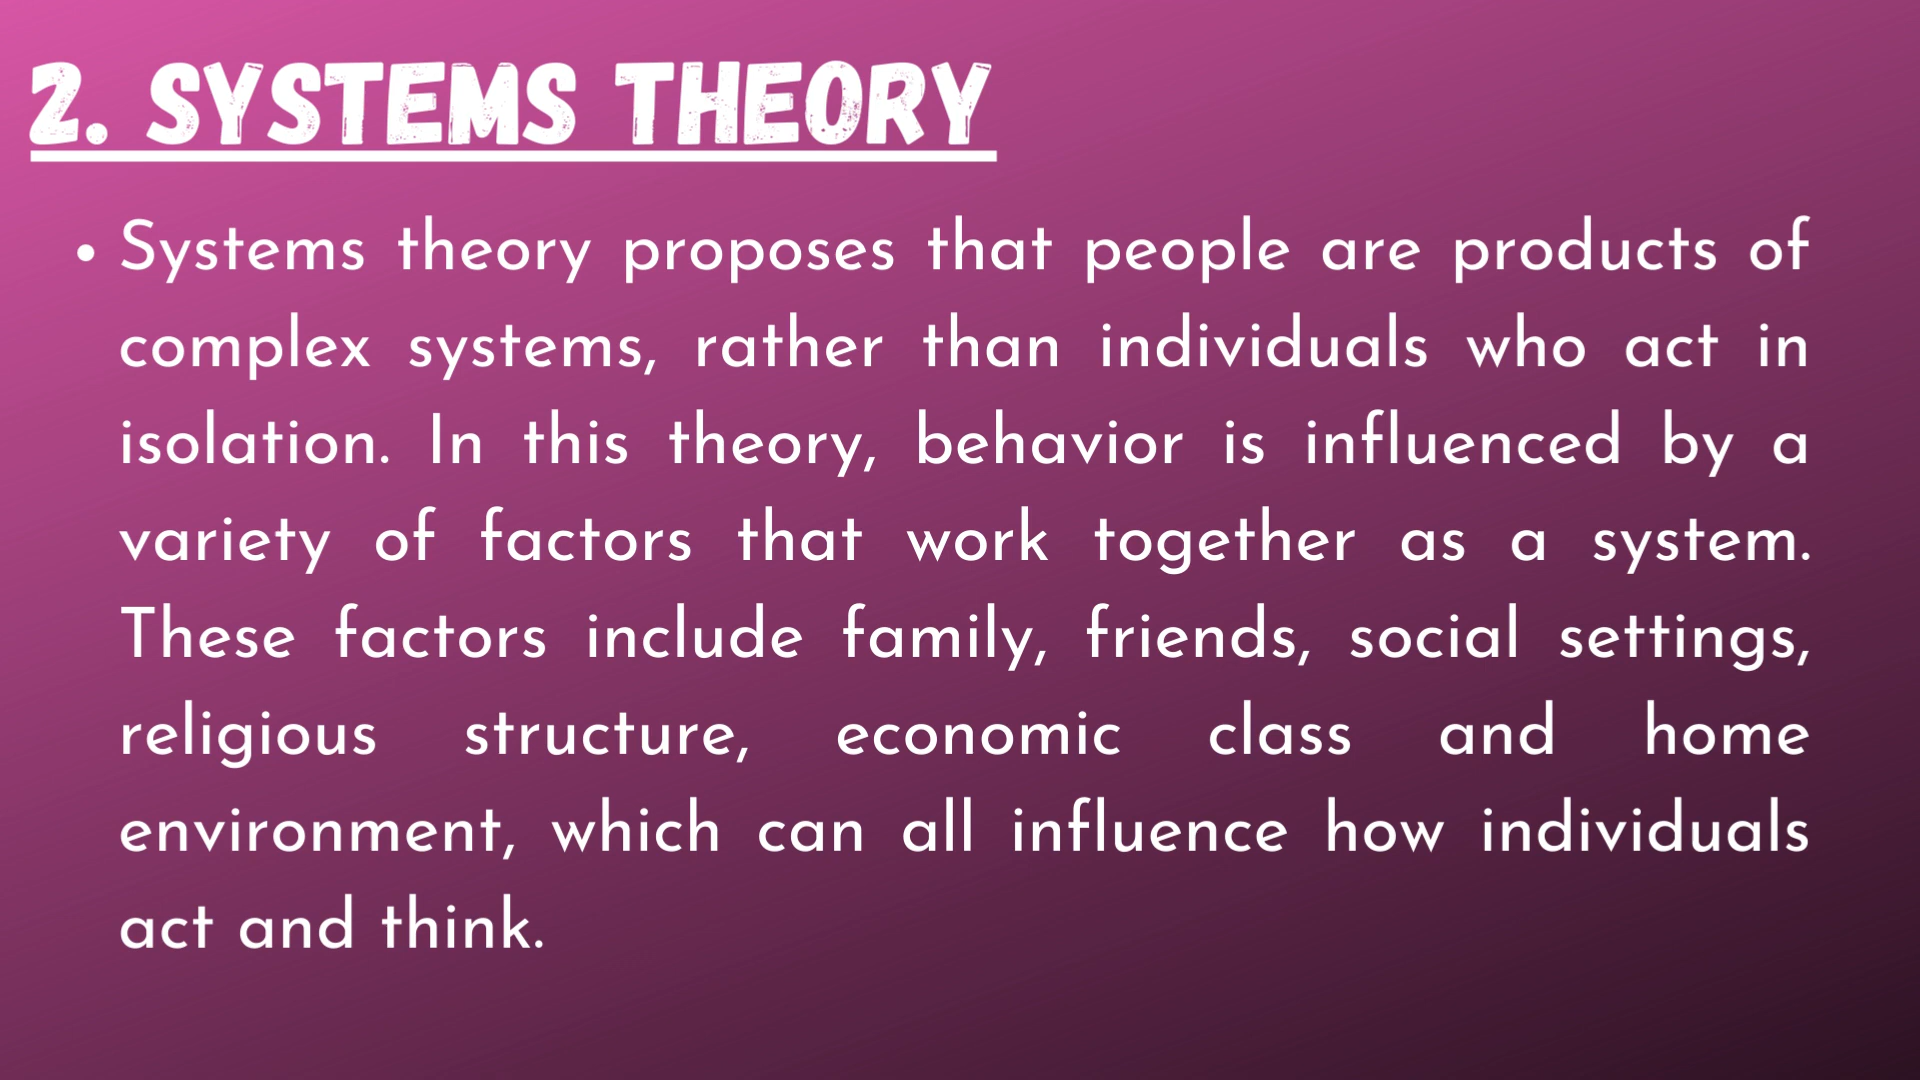 2. SYSTEMS THEORY
• Systems theory proposes that people are products of
complex systems, rather than individuals who act in
isolation. In this theory, behavior is influenced by a
variety of factors that work together as a system.
These factors include family, friends, social settings,
religious structure, economic class and home
environment, which can all influence how individuals
act and think.